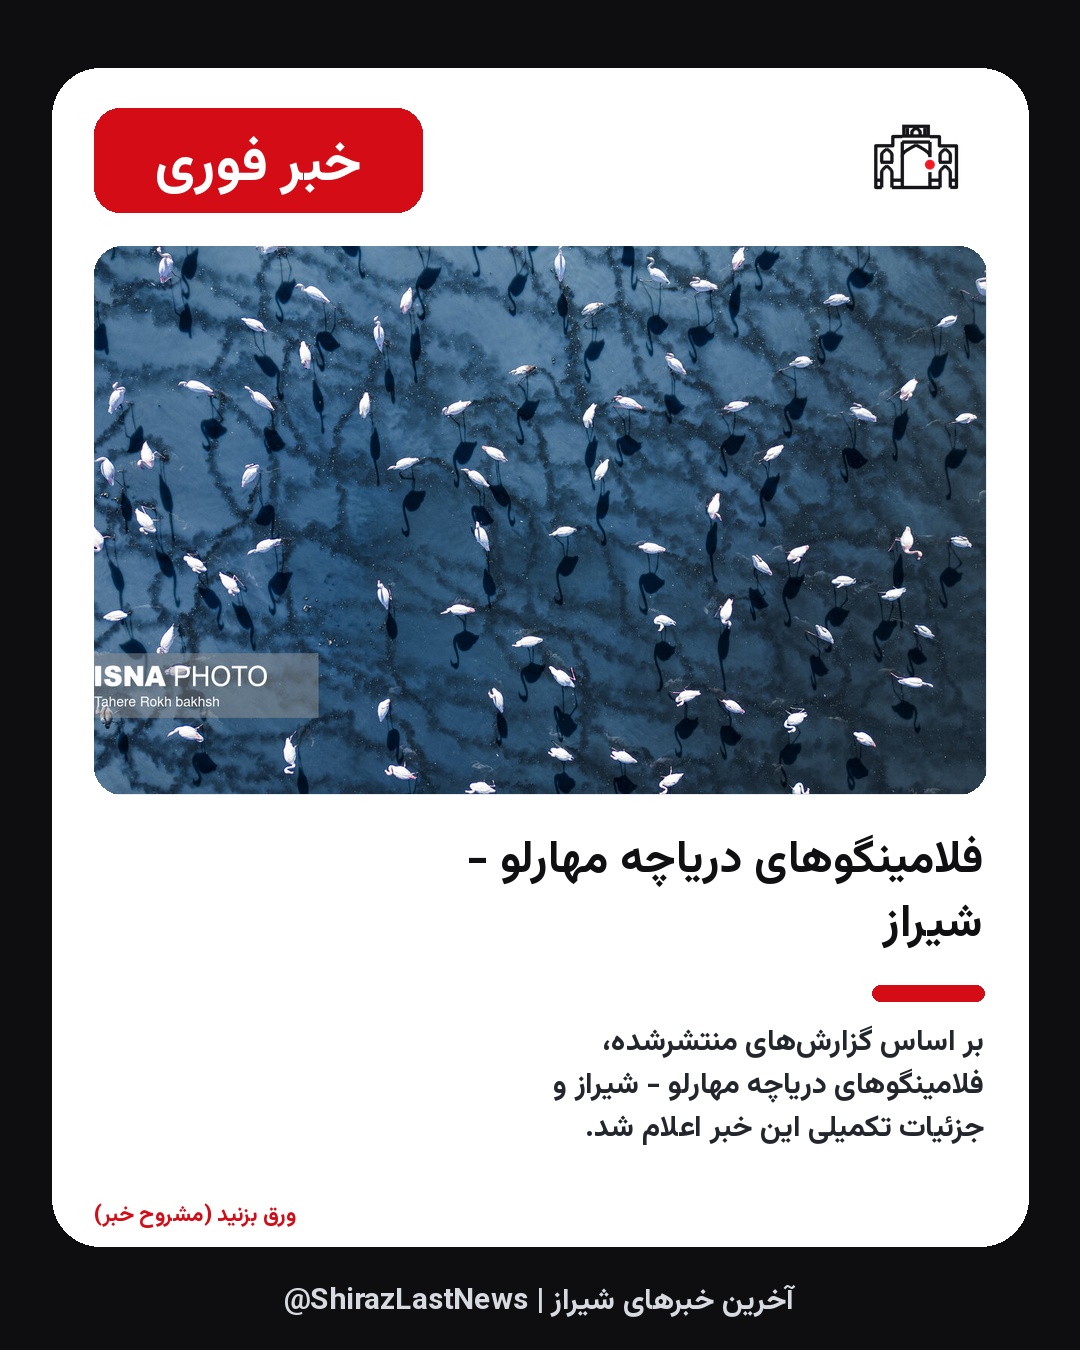 خبر فوری
ISNA PHOTO
Tahere Rokh bakhsh
فلامینگوهای دریاچه مهارلو -
شیراز
بر اساس گزارش‌های منتشرشده،
فلامینگوهای دریاچه مهارلو - شیراز و
جزئیات تکمیلی این خبر اعلام شد.
ورق بزنید (مشروح خبر)
آخرین خبرهای شیراز | @ShirazLastNews